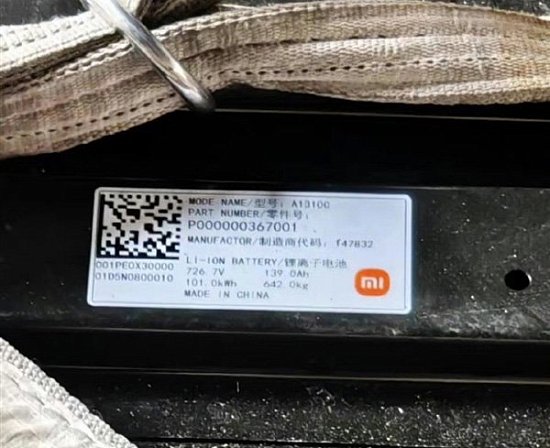 MODE NAME/型号: A1310C
PART NUMBER/零件号:
P000000367001
MANUFACTOR/制造商代码: f47832
LI-ION BATTERY/锂离子电池
726.7V 139.0Ah
101.0kWh 642.0kg
MADE IN CHINA
001PE0X30000
01D5N0800010
mi